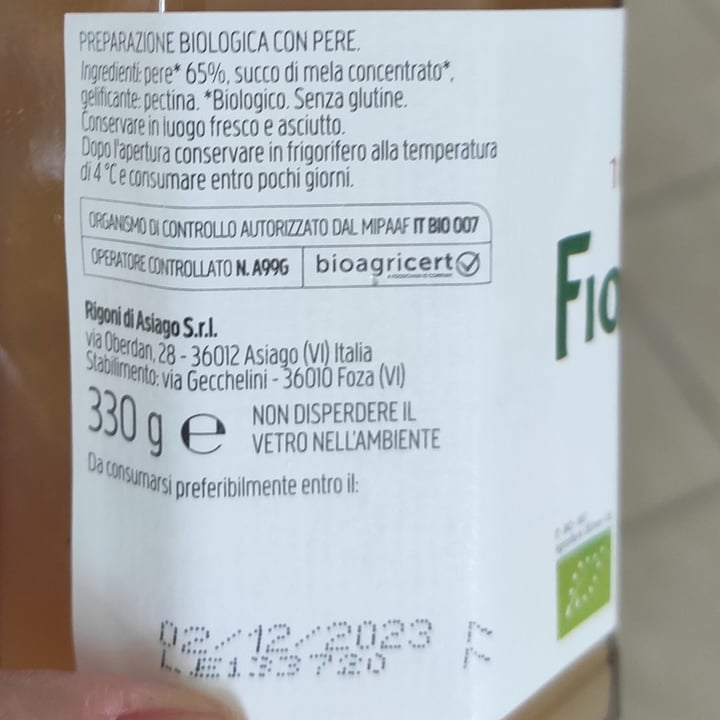 PREPARAZIONE BIOLOGICA CON PERE.
Ingredienti: pere* 65%, succo di mela concentrato*,
gelificante: pectina. *Biologico. Senza glutine.
Conservare in luogo fresco e asciutto.
Dopo l'apertura conservare in frigorifero alla temperatura
di 4 °C e consumare entro pochi giorni.
ORGANISMO DI CONTROLLO AUTORIZZATO DAL MIPAAF IT BIO 007
OPERATORE CONTROLLATO N. A99G
bioagricert
Rigoni di Asiago S.r.l.
via Oberdan, 28 - 36012 Asiago (VI) Italia
Stabilimento: via Gecchelini - 36010 Foza (VI)
330 g e
NON DISPERDERE IL
VETRO NELL'AMBIENTE
Da consumarsi preferibilmente entro il:
02/12/2023
Fio